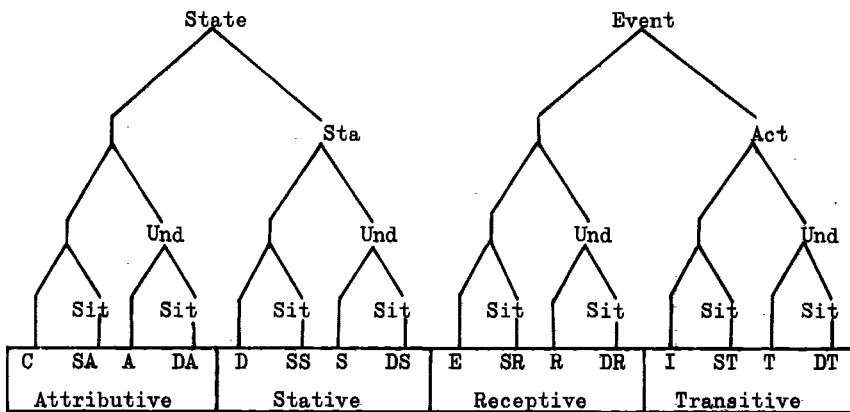 State Event
Sta Act
Und Und Und Und
Sit Sit Sit Sit Sit Sit Sit Sit
C SA A DA D SS S DS E SR R DR I ST T DT
Attributive Stative Receptive Transitive